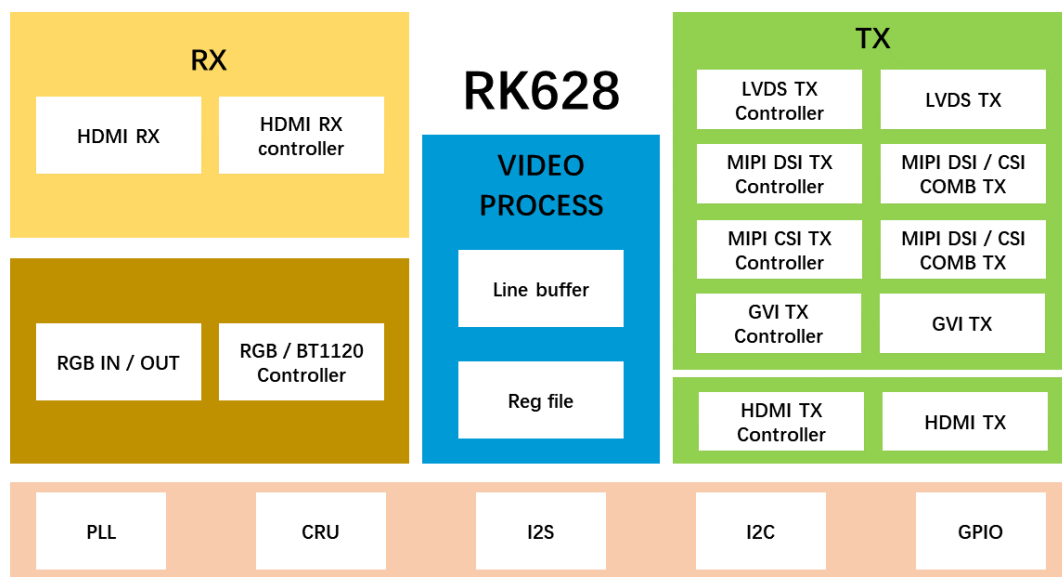 RX
HDMI RX
HDMI RX
controller
RGB IN / OUT
RGB / BT1120
Controller
RK628
VIDEO
PROCESS
Line buffer
Reg file
TX
LVDS TX
Controller
LVDS TX
MIPI DSI TX
Controller
MIPI DSI / CSI
COMB TX
MIPI CSI TX
Controller
MIPI DSI / CSI
COMB TX
GVI TX
Controller
GVI TX
HDMI TX
Controller
HDMI TX
PLL
CRU
I2S
I2C
GPIO